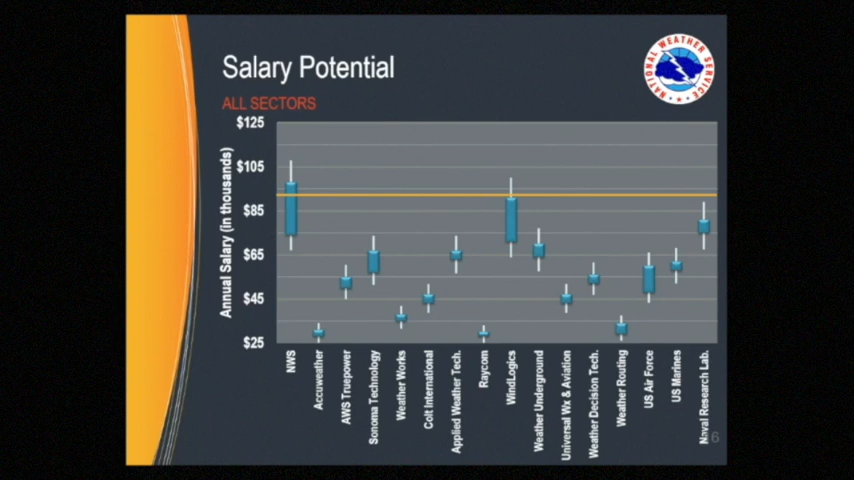 Salary Potential
NATIONAL WEATHER SERVICE
ALL SECTORS
Annual Salary (in thousands)
$125
$105
$85
$65
$45
$25
NWS
Accuweather
AWS Truepower
Sonoma Technology
Weather Works
Colt International
Applied Weather Tech.
Raycom
WindLogics
Weather Underground
Universal Wx & Aviation
Weather Decision Tech.
Weather Routing
US Air Force
US Marines
Naval Research Lab.